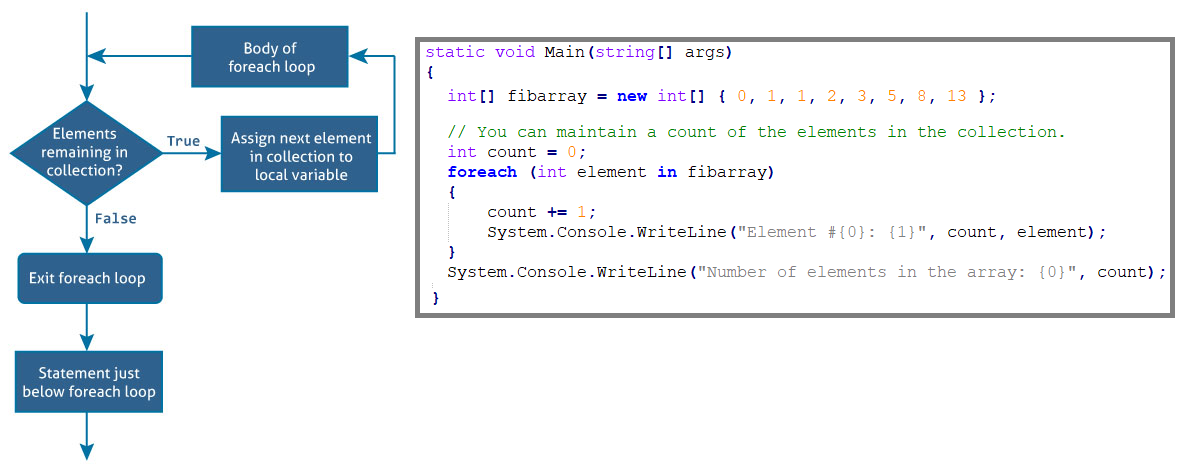 Body of
foreach loop
Elements
remaining in
collection?
True
Assign next element
in collection to
local variable
False
Exit foreach loop
Statement just
below foreach loop
static void Main(string[] args)
{
int[] fibarray = new int[] { 0, 1, 1, 2, 3, 5, 8, 13 };
// You can maintain a count of the elements in the collection.
int count = 0;
foreach (int element in fibarray)
{
count += 1;
System.Console.WriteLine("Element #{0}: {1}", count, element);
}
System.Console.WriteLine("Number of elements in the array: {0}", count);
}